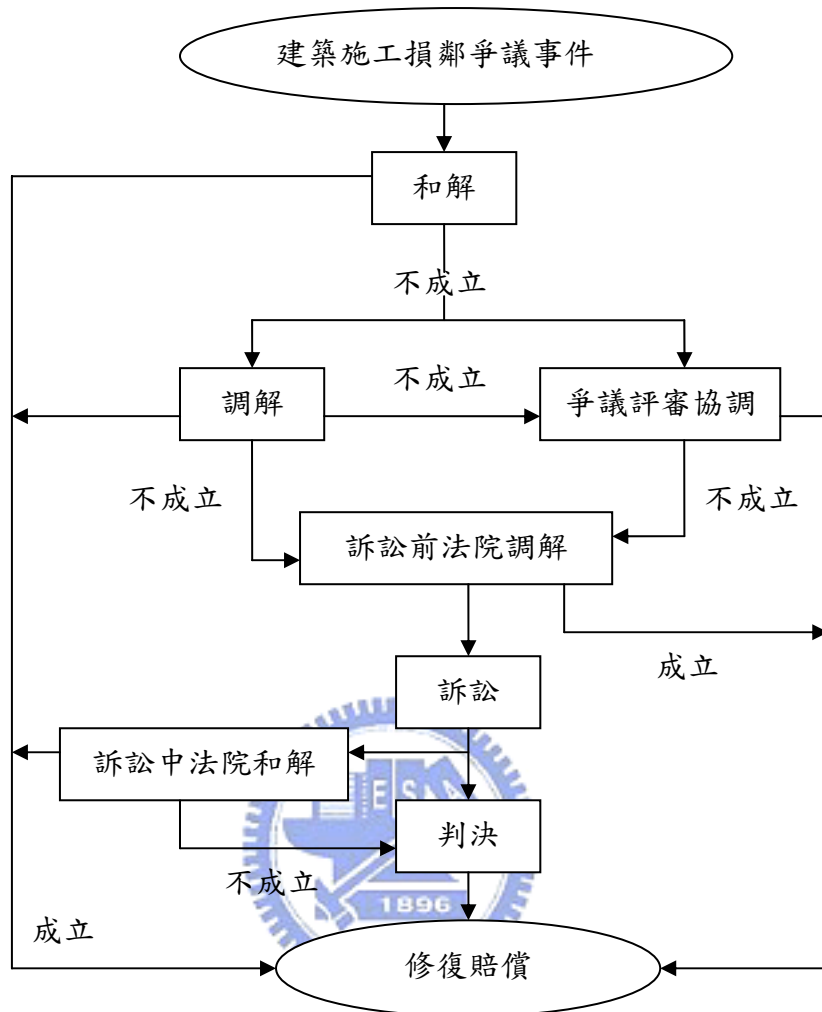 建築施工損鄰爭議事件
和解
不成立
調解
不成立
爭議評審協調
不成立
不成立
訴訟前法院調解
成立
訴訟
訴訟中法院和解
ES
判決
不成立
1896
成立
修復賠償